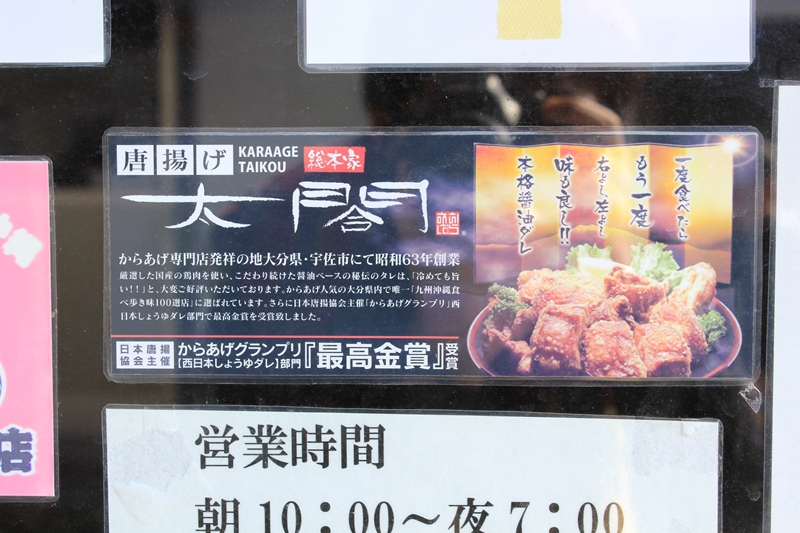 唐揚げ
KARAAGE
TAIKOU
総本家
太閤
からあげ専門店発祥の地大分県・宇佐市にて昭和63年創業
厳選した国産の鶏肉を使い、こだわり続けた醤油ベースの秘伝のタレは、「冷めても旨
い!!」と、大変ご好評いただいております。からあげ人気の大分県内で唯一「九州沖縄食
べ歩き味100選店」に選ばれています。さらに日本唐揚協会主催「からあげグランプリ」西
日本しょうゆダレ部門で最高金賞を受賞致しました。
日本唐揚
協会主催
からあげグランプリ
【西日本しょうゆダレ】部門
『最高金賞』受賞
一度食べたら
もう一度
右よし左よし
味も良し!!
本格醤油ダレ
店
営業時間
朝10:00～夜7:00